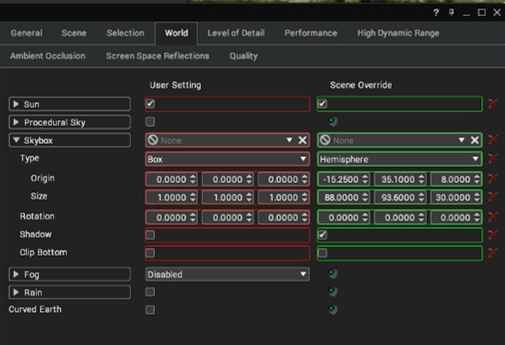 General Scene Selection World Level of Detail Performance High Dynamic Range
Ambient Occlusion Screen Space Reflections Quality
User Setting Scene Override
Sun
Procedural Sky
Skybox None None
Type Box Hemisphere
Origin 0.0000 0.0000 0.0000 -15.2500 35.1000 8.0000
Size 1.0000 1.0000 1.0000 88.0000 93.6000 30.0000
Rotation 0.0000 0.0000 0.0000 0.0000 0.0000 0.0000
Shadow
Clip Bottom
Fog Disabled
Rain
Curved Earth